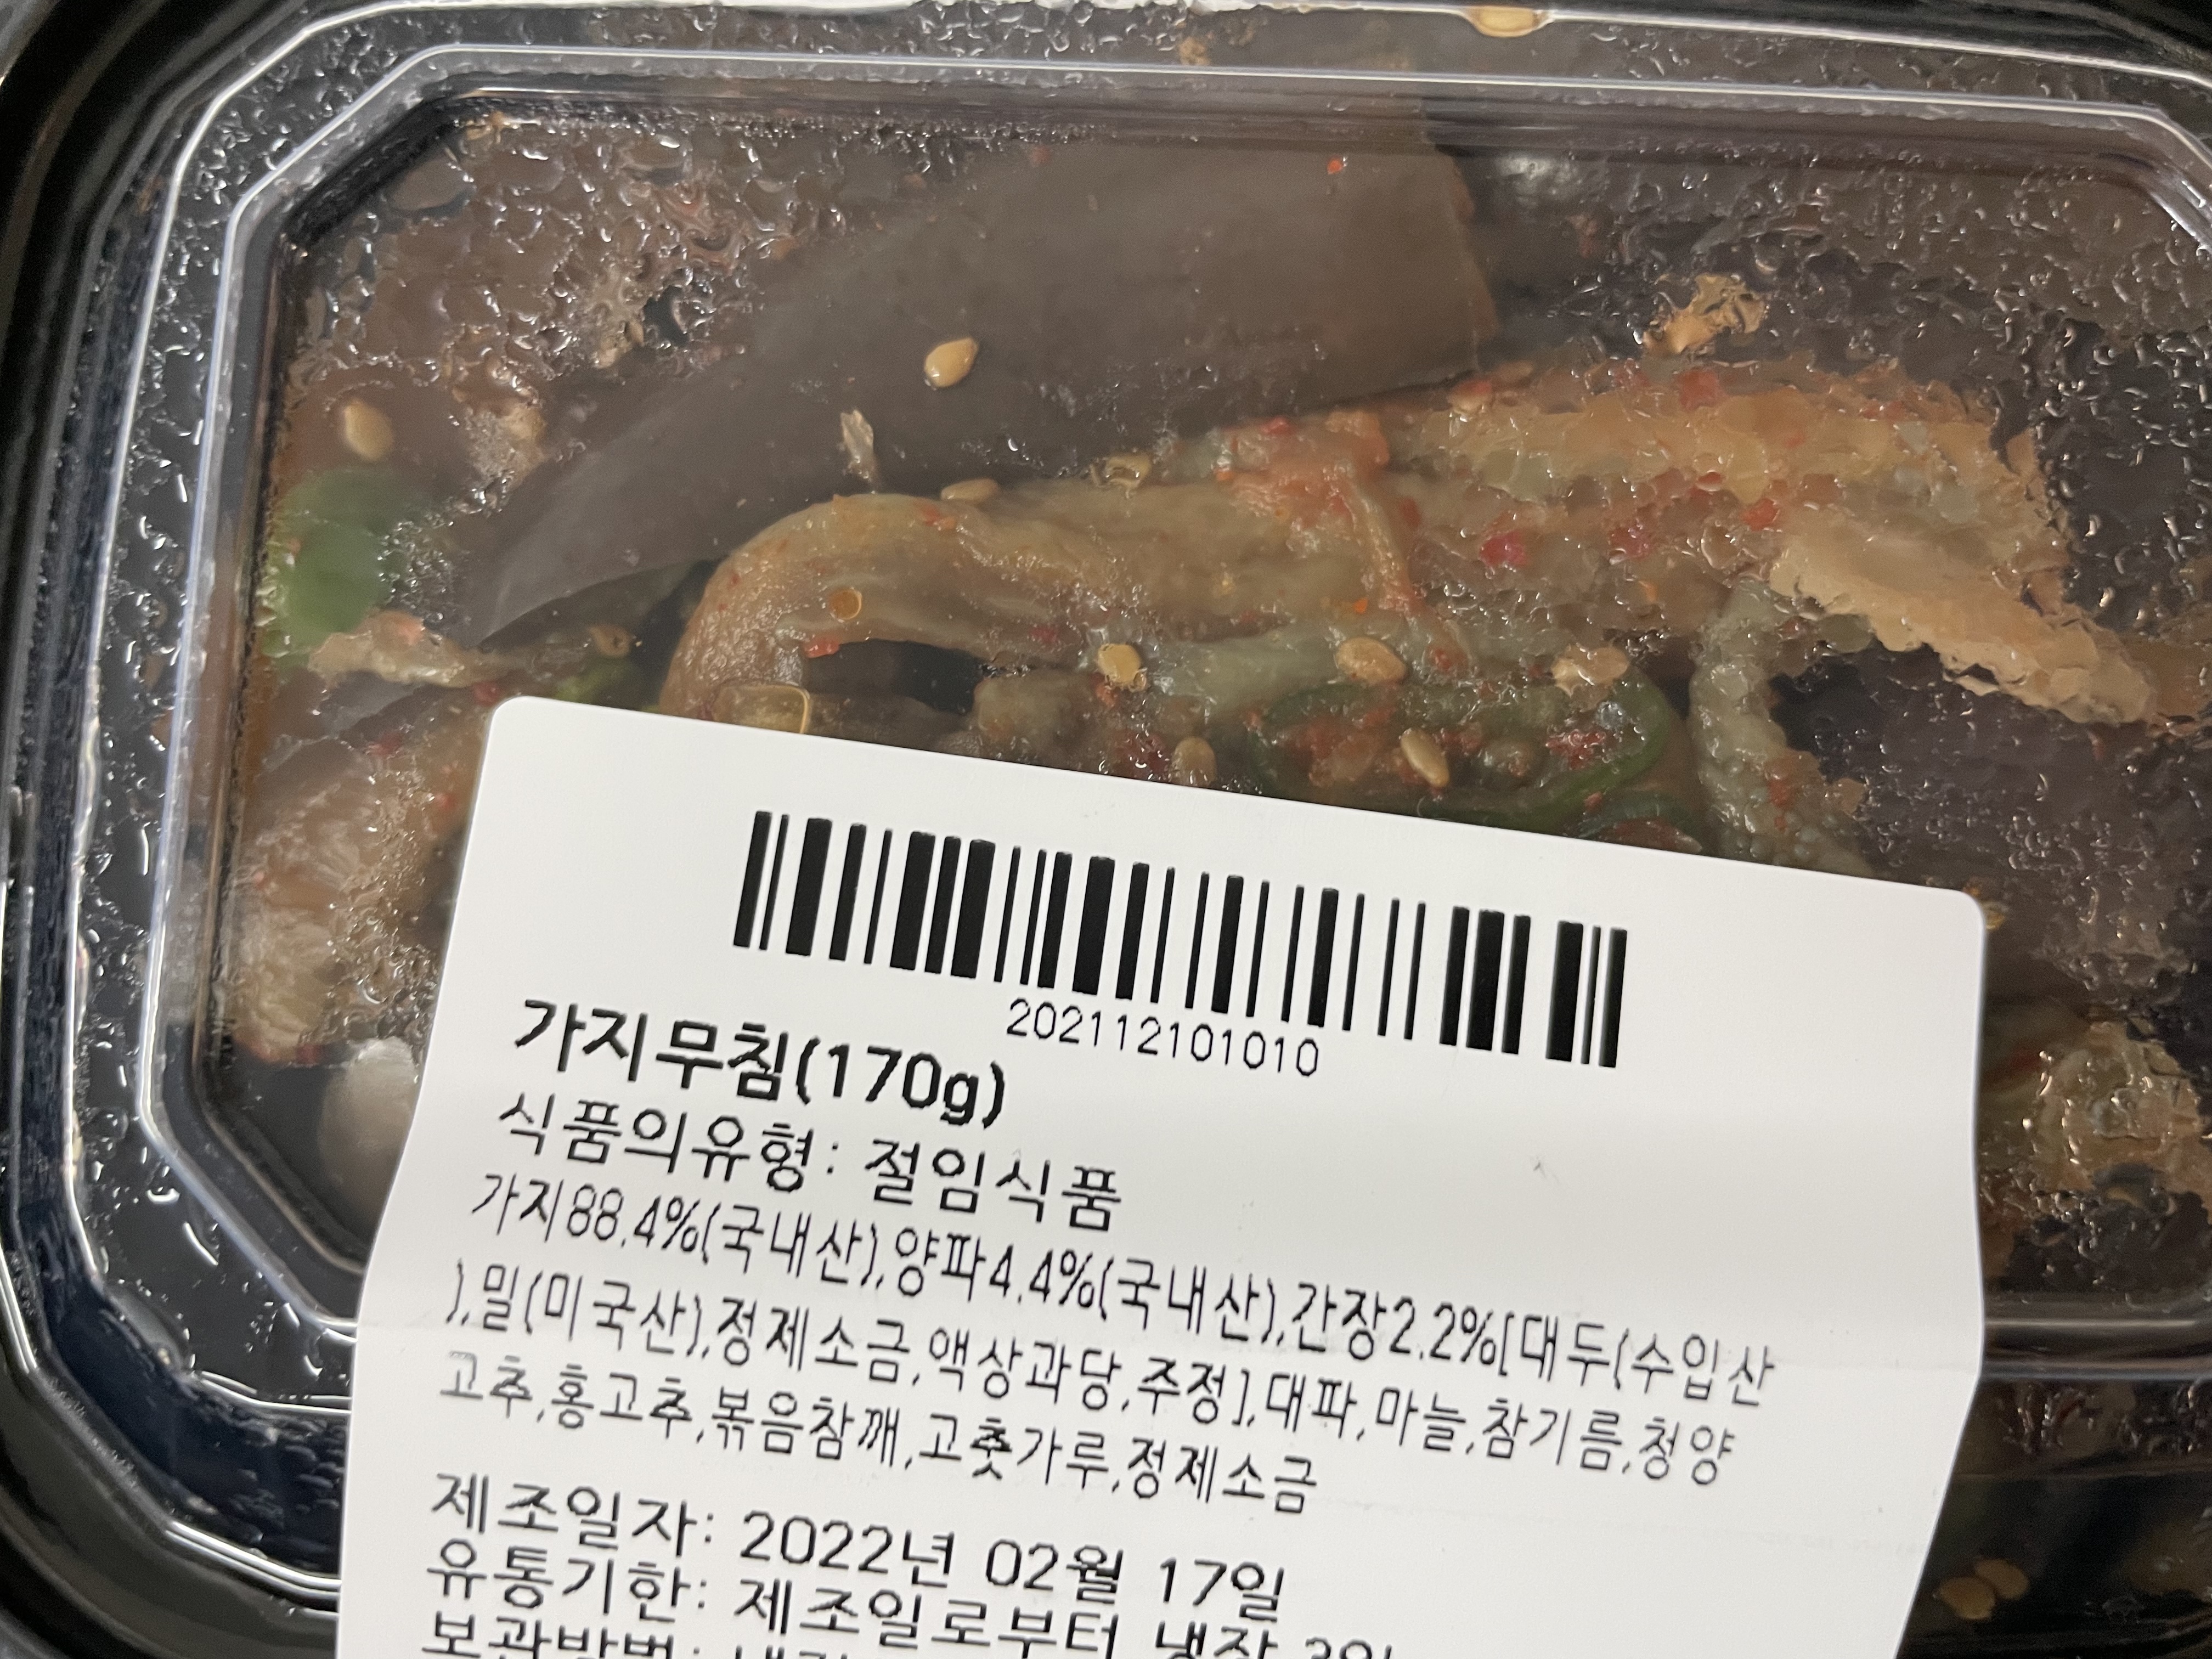 202112101010
가지무침(170g)
식품의유형: 절임식품
가지88.4%(국내산),양파4.4%(국내산),간장2.2%[대두(수입산
),밀(미국산),정제소금,액상과당,주정],대파,마늘,참기름,청양
고추,홍고추,볶음참깨,고춧가루,정제소금
제조일자: 2022년 02월 17일
유통기한: 제조일로부터 냉장
보관방법: